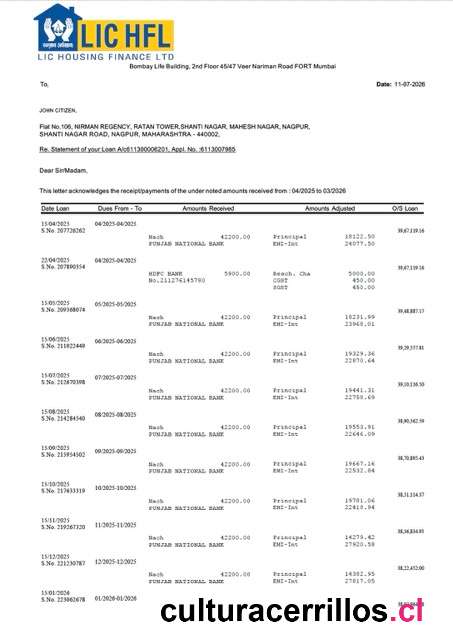 LIC HFL
LIC HOUSING FINANCE LTD
Bombay Life Building, 2nd Floor 45/47 Veer Nariman Road FORT Mumbai
To, Date: 11-07-2026
JOHN CITIZEN,
Flat No.106, NIRMAN REGENCY, RATAN TOWER,SHANTI NAGAR, MAHESH NAGAR, NAGPUR,
SHANTI NAGAR ROAD, NAGPUR, MAHARASHTRA - 440002,
Re. Statement of your Loan A/c611300006201, Appl. No. :6113007985
Dear Sir/Madam,
This letter acknowledges the receipt/payments of the under noted amounts received from : 04/2025 to 03/2026
Date Loan Dues From - To Amounts Received Amounts Adjusted O/S Loan
15/04/2025 04/2025-04/2025 39,67,119.16
S.No. 207728262 Nach 42200.00 Principal 18122.50
PUNJAB NATIONAL BANK EMI-Int 24077.50
22/04/2025 04/2025-04/2025 39,67,119.16
S.No. 207890354 HDFC BANK 5900.00 Besch. Cha 5000.00
No.211276145790 CGST 450.00
SGST 450.00
15/05/2025 05/2025-05/2025 39,48,887.17
S.No. 209368074 Nach 42200.00 Principal 18231.99
PUNJAB NATIONAL BANK EMI-Int 23968.01
15/06/2025 06/2025-06/2025 39,29,557.81
S.No. 211022449 Nach 42200.00 Principal 19329.36
PUNJAB NATIONAL BANK EMI-Int 22870.64
15/07/2025 07/2025-07/2025 39,10,116.50
S.No. 212670398 Nach 42200.00 Principal 19441.31
PUNJAB NATIONAL BANK EMI-Int 22758.69
15/08/2025 08/2025-08/2025 38,90,562.59
S.No. 214284540 Nach 42200.00 Principal 19553.91
PUNJAB NATIONAL BANK EMI-Int 22646.09
15/09/2025 09/2025-09/2025 38,70,895.43
S.No. 215954502 Nach 42200.00 Principal 19667.16
PUNJAB NATIONAL BANK EMI-Int 22532.84
15/10/2025 10/2025-10/2025 38,51,114.37
S.No. 217633319 Nach 42200.00 Principal 19781.06
PUNJAB NATIONAL BANK EMI-Int 22418.94
15/11/2025 11/2025-11/2025 38,36,834.95
S.No. 219267320 Nach 42200.00 Principal 14279.42
PUNJAB NATIONAL BANK EMI-Int 27920.58
15/12/2025 12/2025-12/2025 38,22,452.00
S.No. 221230787 Nach 42200.00 Principal 14382.95
PUNJAB NATIONAL BANK EMI-Int 27817.05
15/01/2026 01/2026-01/2026
S.No. 223062678
culturacerrillos.cl